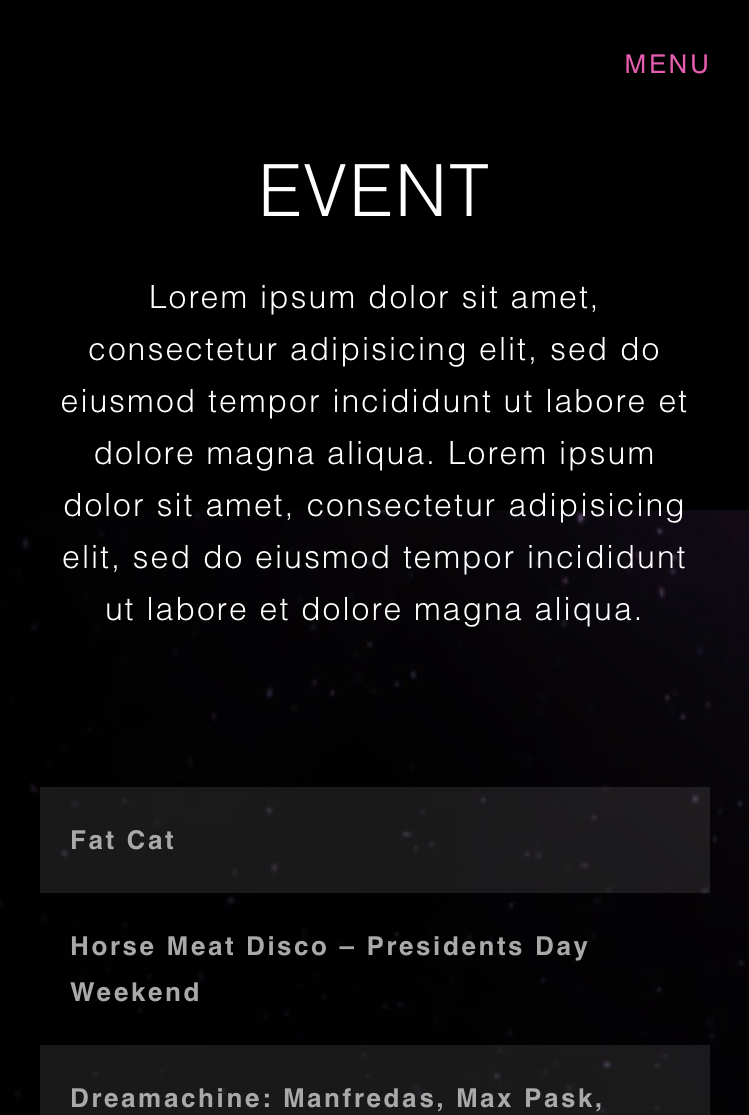 MENU
EVENT
Lorem ipsum dolor sit amet,
consectetur adipisicing elit, sed do
eiusmod tempor incididunt ut labore et
dolore magna aliqua. Lorem ipsum
dolor sit amet, consectetur adipisicing
elit, sed do eiusmod tempor incididunt
ut labore et dolore magna aliqua.
Fat Cat
Horse Meat Disco – Presidents Day
Weekend
Dreamachine: Manfredas, Max Pask,